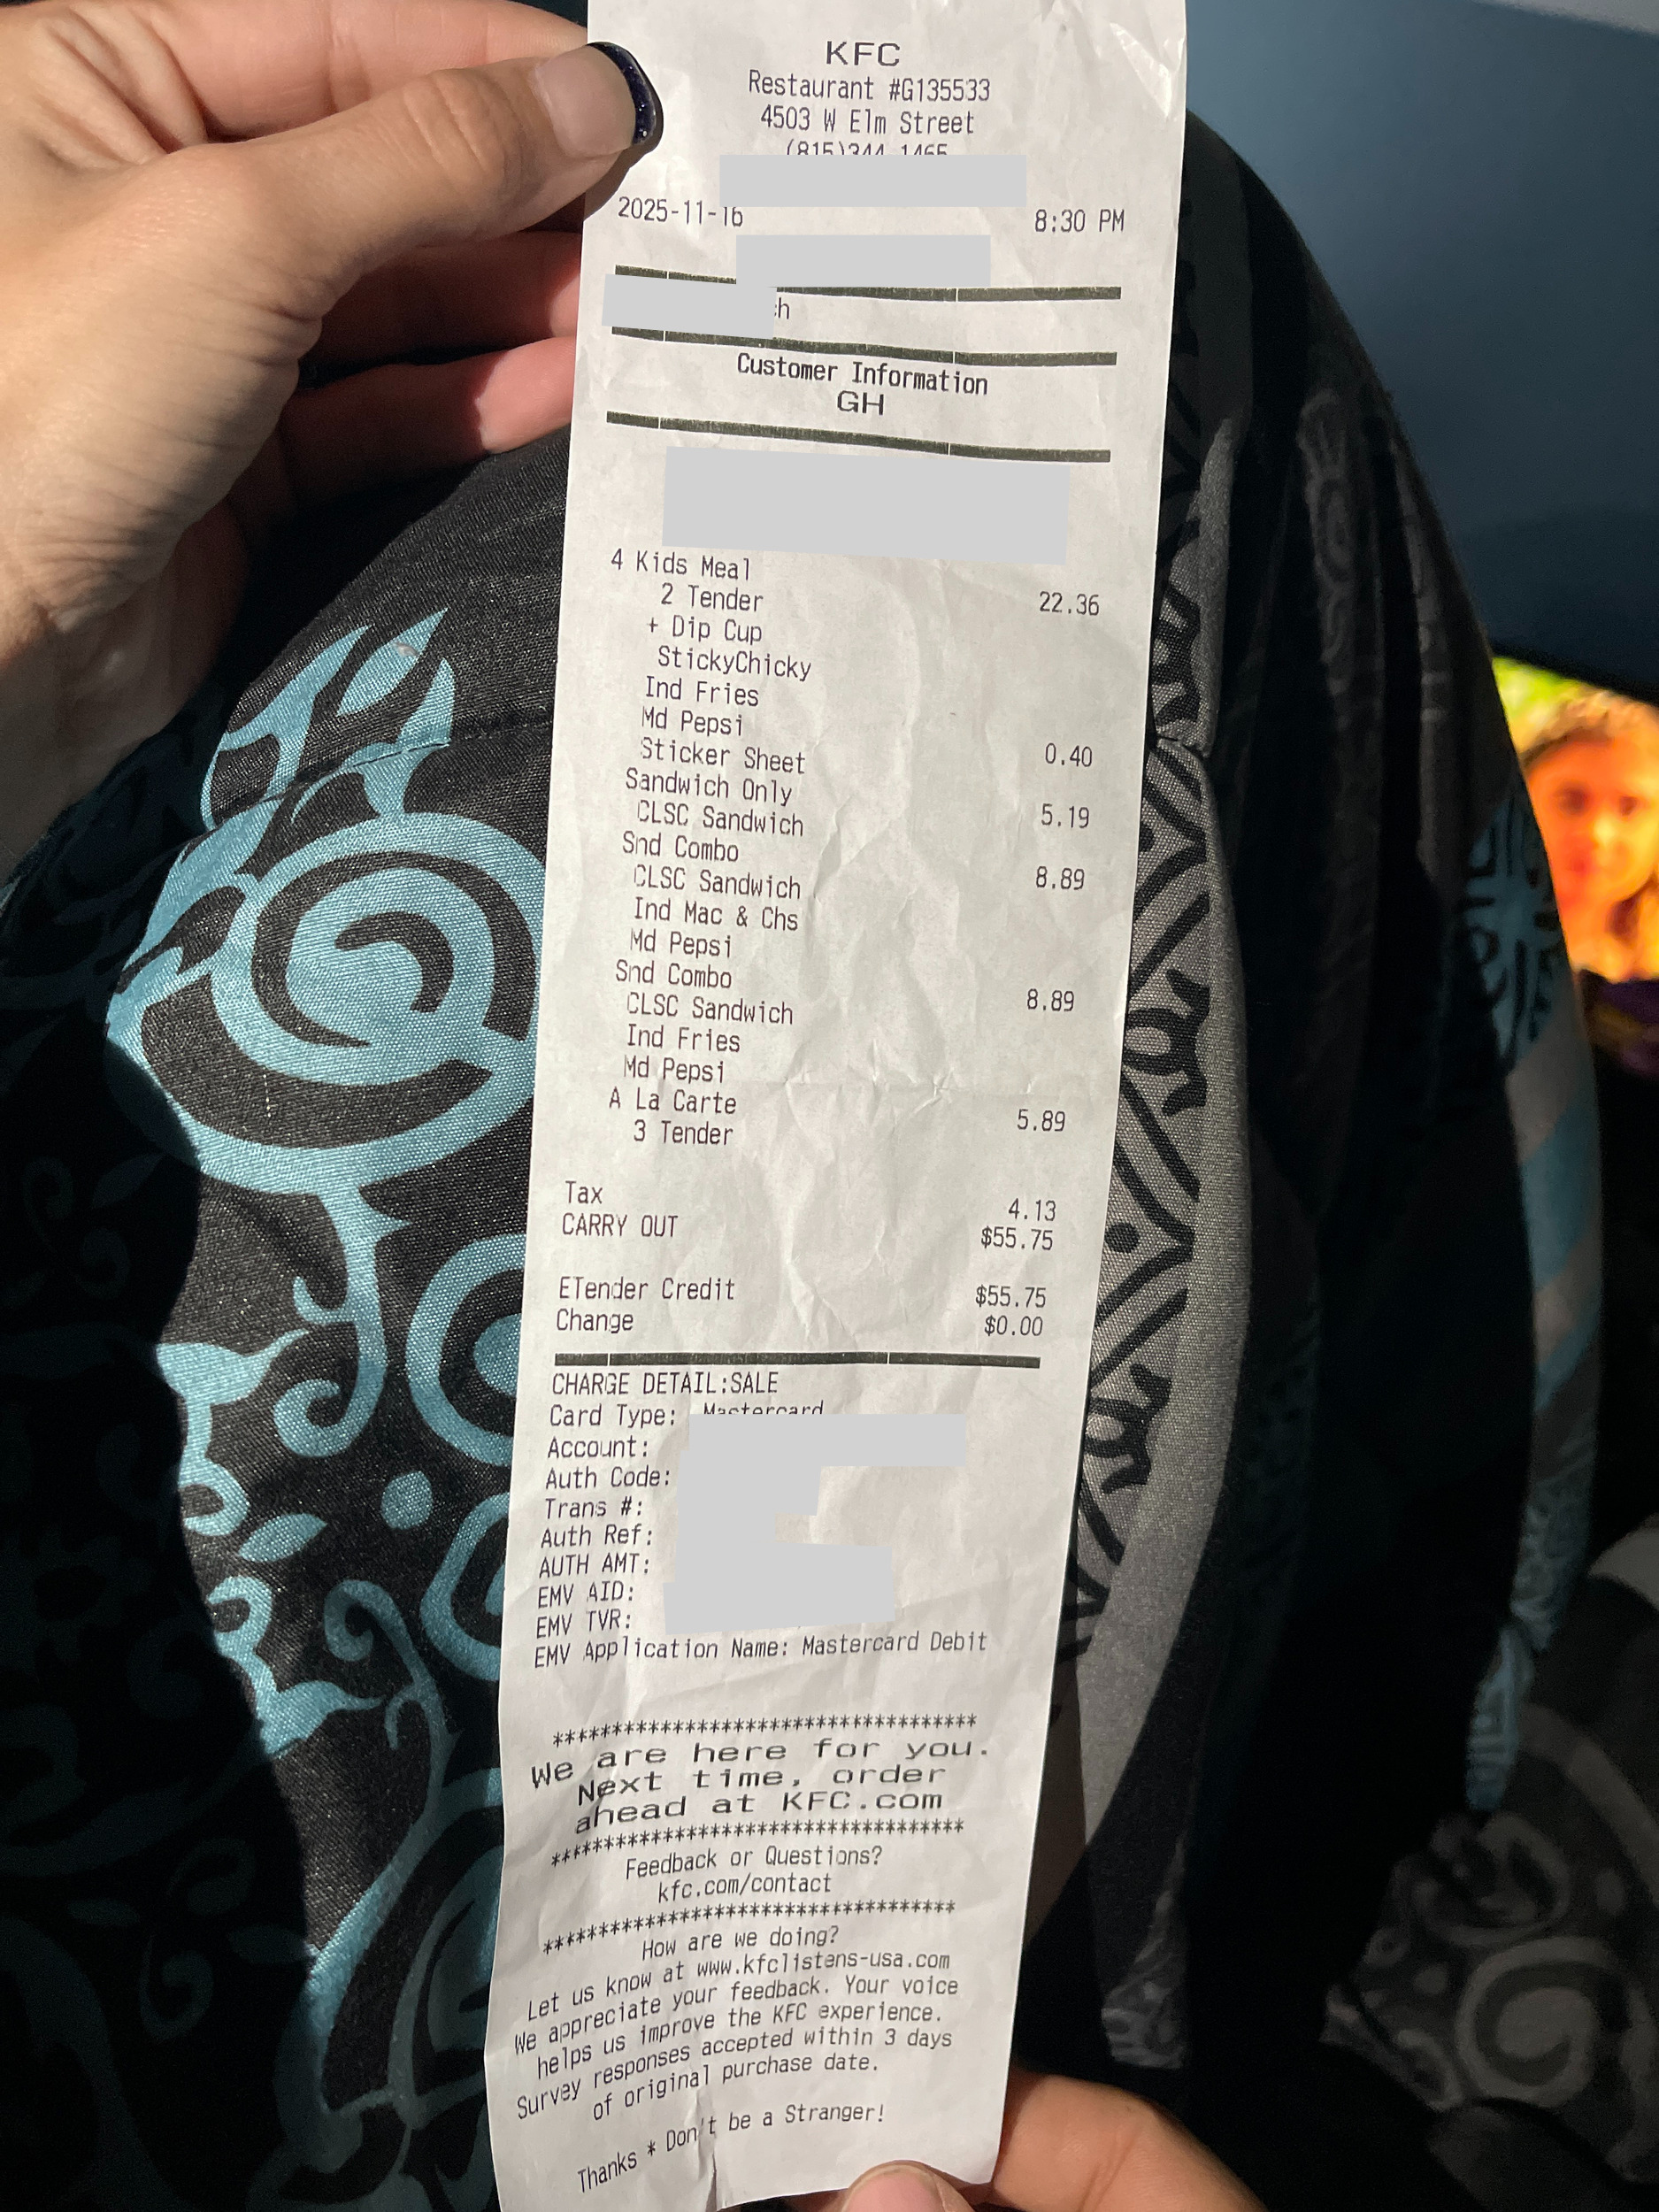 KFC
Restaurant #G135533
4503 W Elm Street
(815)344-1465
2025-11-16 8:30 PM
Customer Information
GH
4 Kids Meal 22.36
2 Tender
+ Dip Cup
StickyChicky
Ind Fries
Md Pepsi 0.40
Sticker Sheet
Sandwich Only 5.19
CLSC Sandwich
Snd Combo 8.89
CLSC Sandwich
Ind Mac & Chs
Md Pepsi
Snd Combo 8.89
CLSC Sandwich
Ind Fries
Md Pepsi
A La Carte 5.89
3 Tender
Tax 4.13
CARRY OUT $55.75
ETender Credit $55.75
Change $0.00
CHARGE DETAIL:SALE
Card Type: Mastercard
Account:
Auth Code:
Trans #:
Auth Ref:
AUTH AMT:
EMV AID:
EMV TVR:
EMV Application Name: Mastercard Debit
************************************
We are here for you.
Next time, order
ahead at KFC.com
************************************
Feedback or Questions?
kfc.com/contact
************************************
How are we doing?
Let us know at www.kfclistens-usa.com
We appreciate your feedback. Your voice
helps us improve the KFC experience.
Survey responses accepted within 3 days
of original purchase date.
Thanks * Don't be a Stranger!